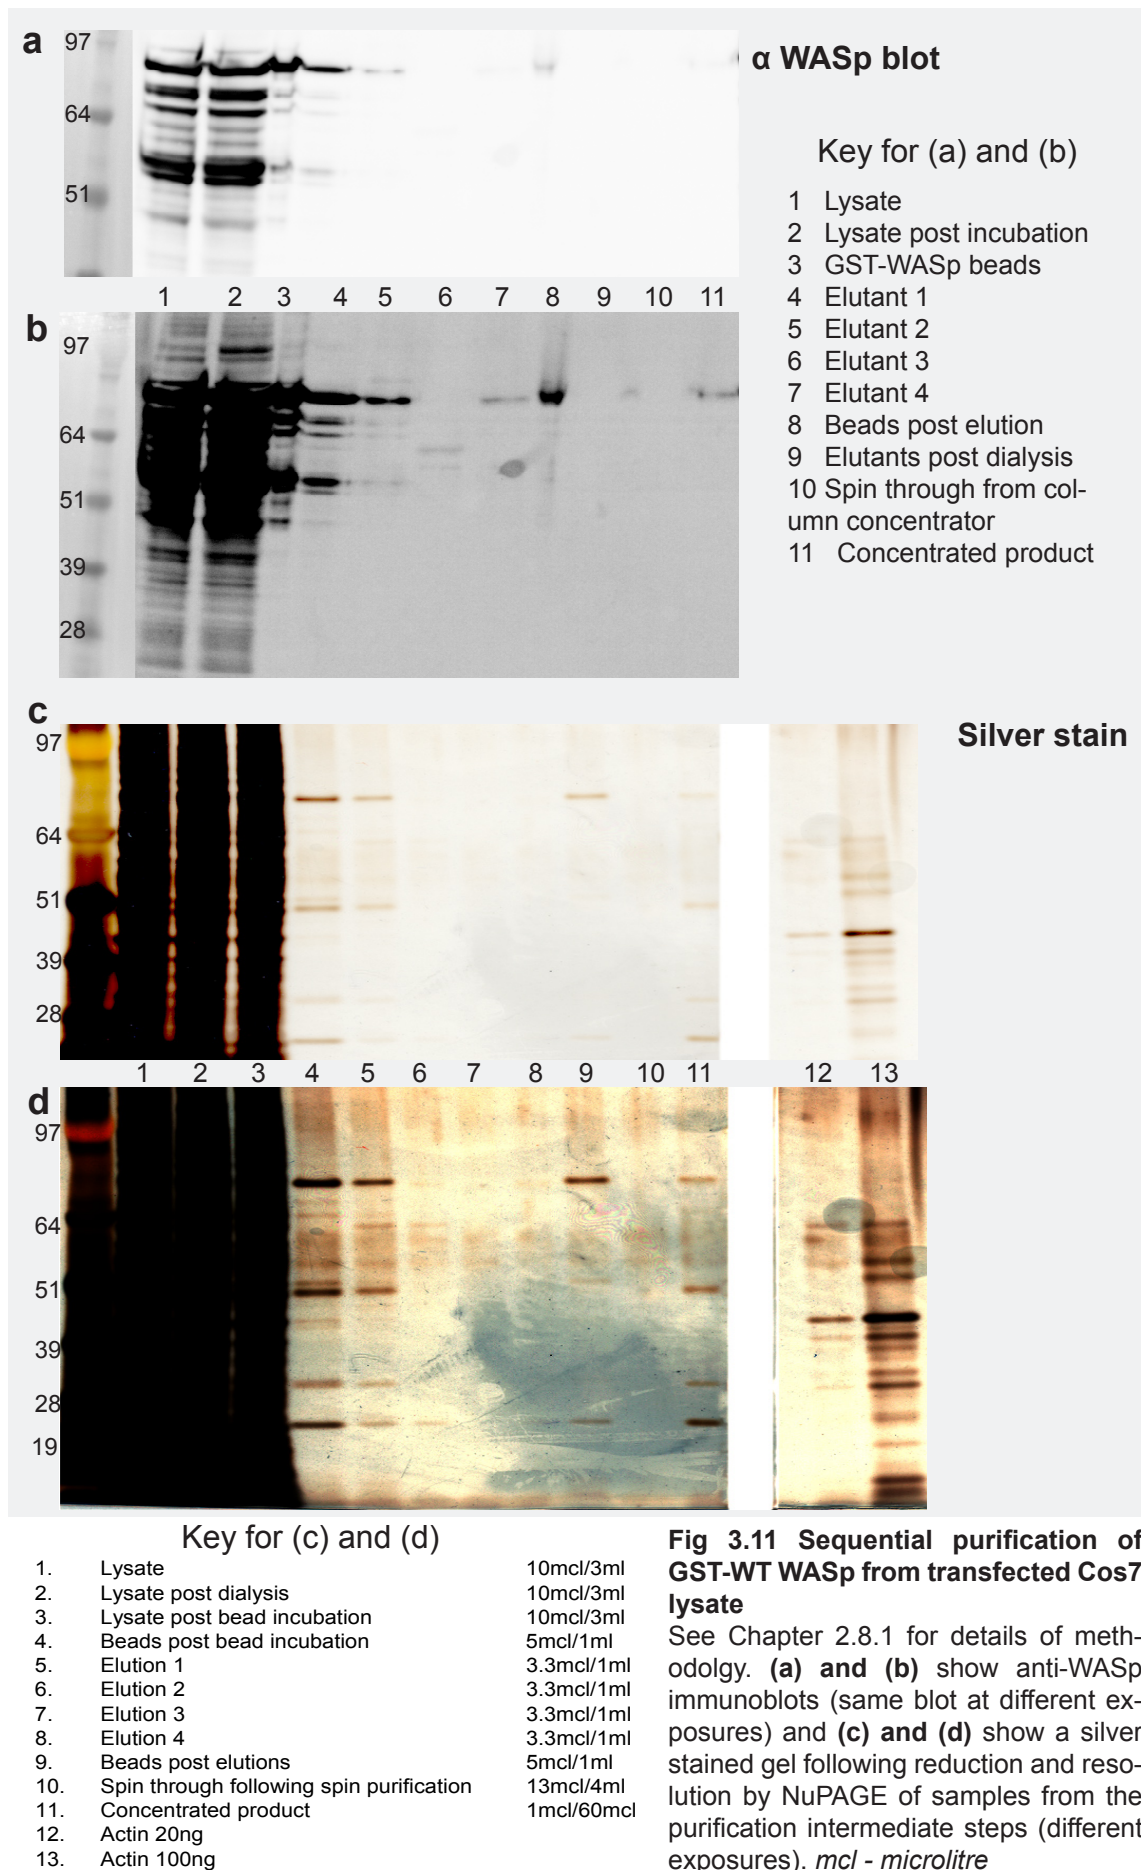 a
97
64
51
α WASp blot
Key for (a) and (b)
1 Lysate
2 Lysate post incubation
3 GST-WASp beads
4 Elutant 1
5 Elutant 2
6 Elutant 3
7 Elutant 4
8 Beads post elution
9 Elutants post dialysis
10 Spin through from col-
umn concentrator
11 Concentrated product
1 2 3 4 5 6 7 8 9 10 11
b
97
64
51
39
28
c
Silver stain
97
64
51
39
28
1 2 3 4 5 6 7 8 9 10 11 12 13
d
97
64
51
39
28
19
Key for (c) and (d)
1. Lysate 10mcl/3ml
2. Lysate post dialysis 10mcl/3ml
3. Lysate post bead incubation 10mcl/3ml
4. Beads post bead incubation 5mcl/1ml
5. Elution 1 3.3mcl/1ml
6. Elution 2 3.3mcl/1ml
7. Elution 3 3.3mcl/1ml
8. Elution 4 3.3mcl/1ml
9. Beads post elutions 5mcl/1ml
10. Spin through following spin purification 13mcl/4ml
11. Concentrated product 1mcl/60mcl
12. Actin 20ng
13. Actin 100ng
Fig 3.11 Sequential purification of
GST-WT WASp from transfected Cos7
lysate
See Chapter 2.8.1 for details of meth-
odolgy. (a) and (b) show anti-WASp
immunoblots (same blot at different ex-
posures) and (c) and (d) show a silver
stained gel following reduction and reso-
lution by NuPAGE of samples from the
purification intermediate steps (different
exposures). mcl - microlitre